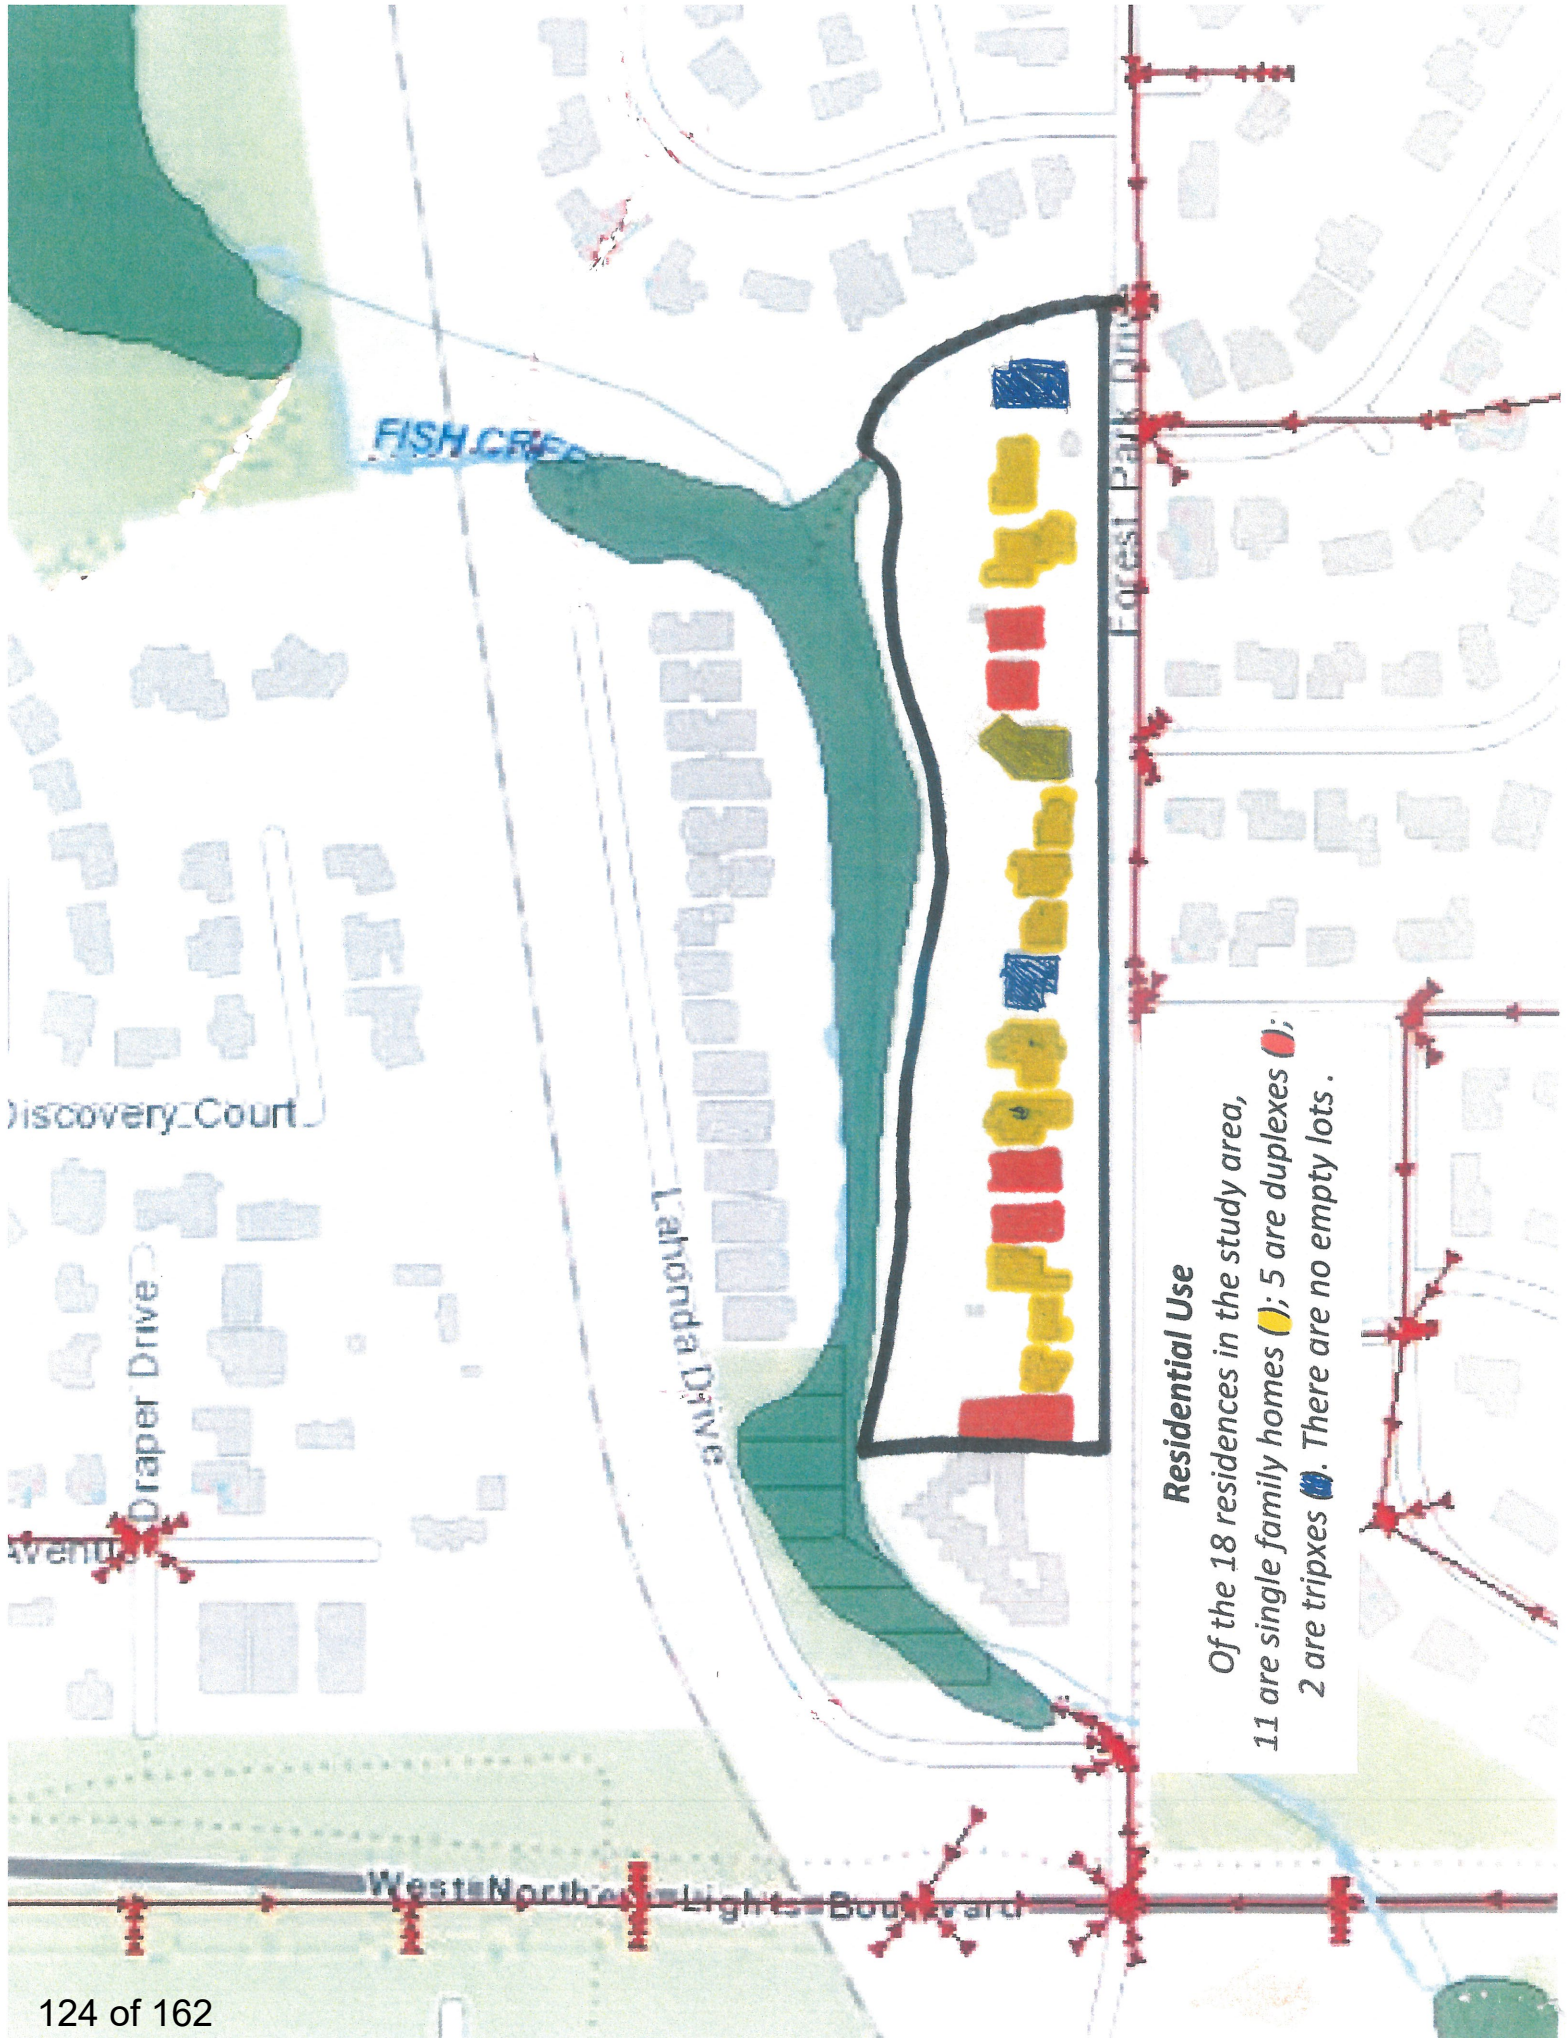 FISH CREE
Forest Park Drive
Discovery Court
Lahonda Drive
Draper Drive
Avenue
West Northern Lights Boulevard
Residential Use
Of the 18 residences in the study area,
11 are single family homes (); 5 are duplexes ();
2 are tripxes (). There are no empty lots .
124 of 162